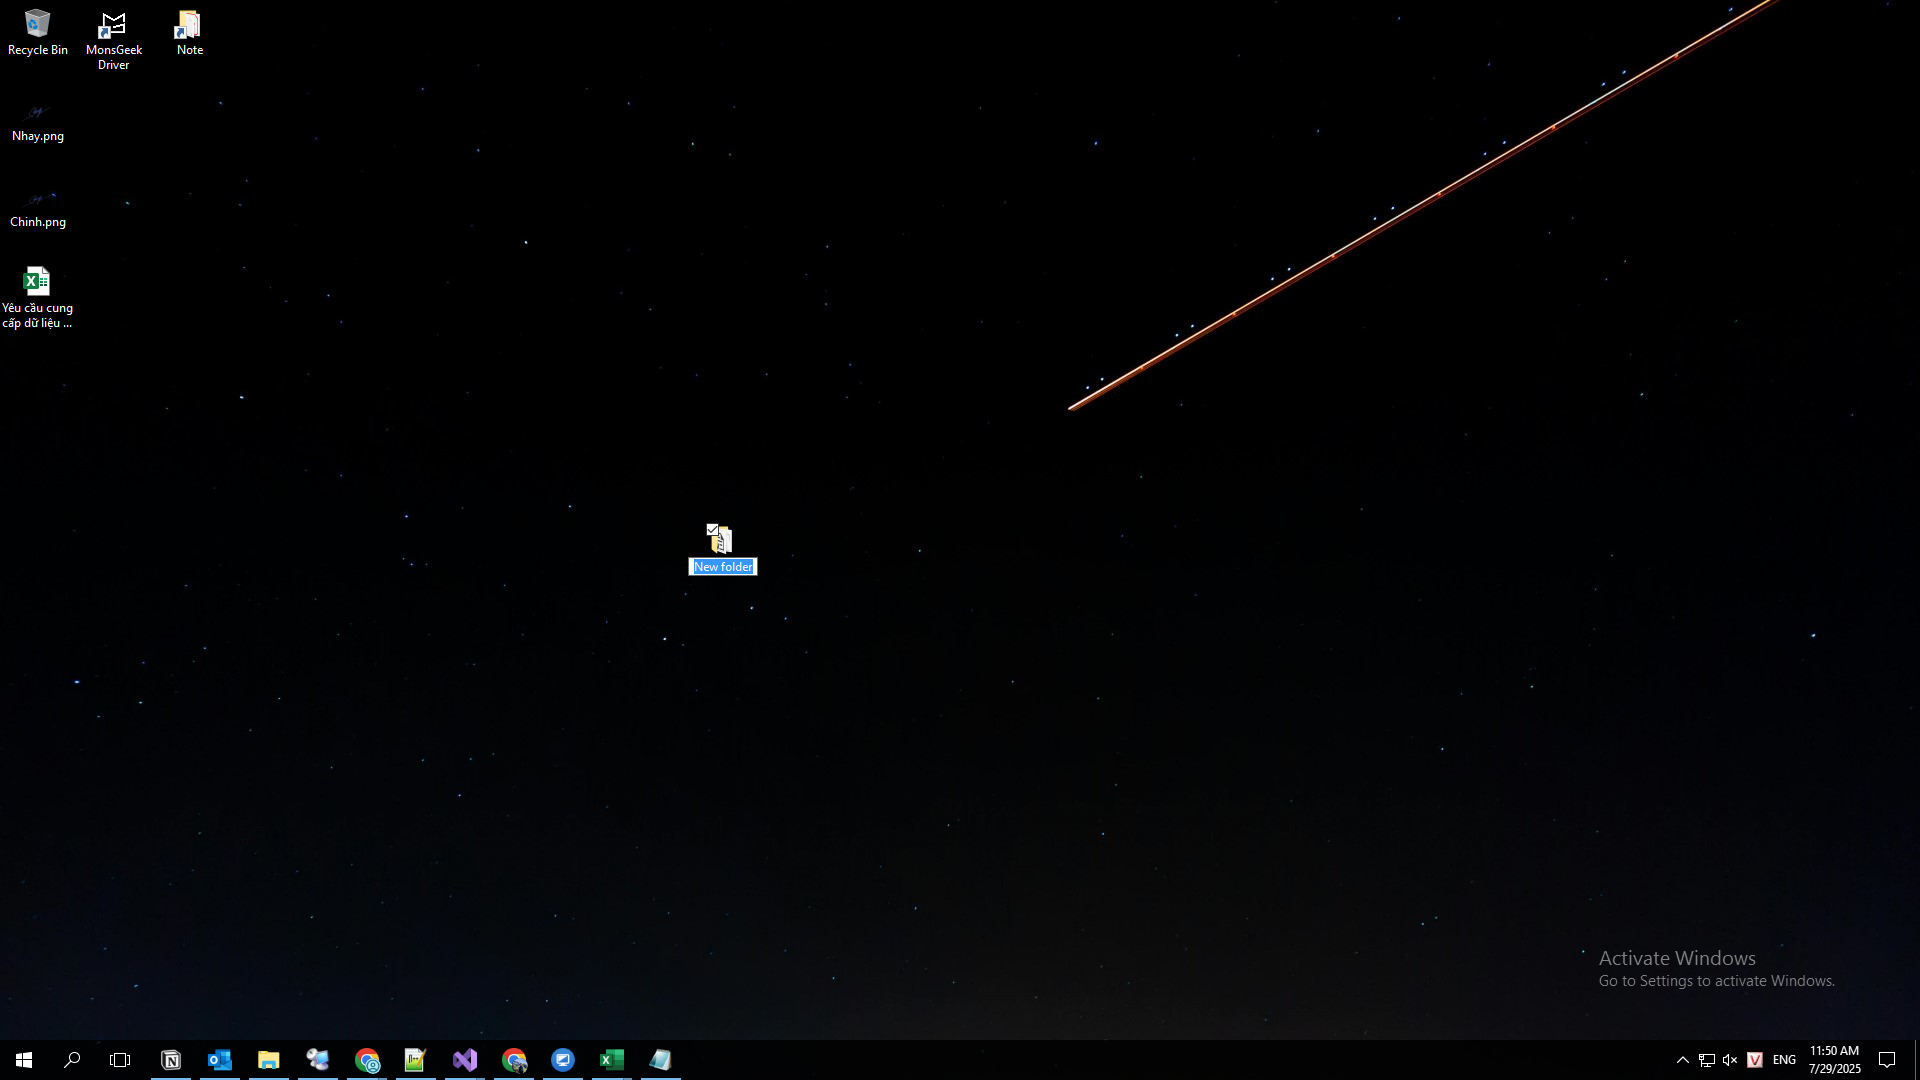 Recycle Bin
MonsGeek
Driver
Note
Nhay.png
Chinh.png
Yêu cầu cung
cấp dữ liệu ...
New folder
Activate Windows
Go to Settings to activate Windows.
ENG
11:50 AM
7/29/2025